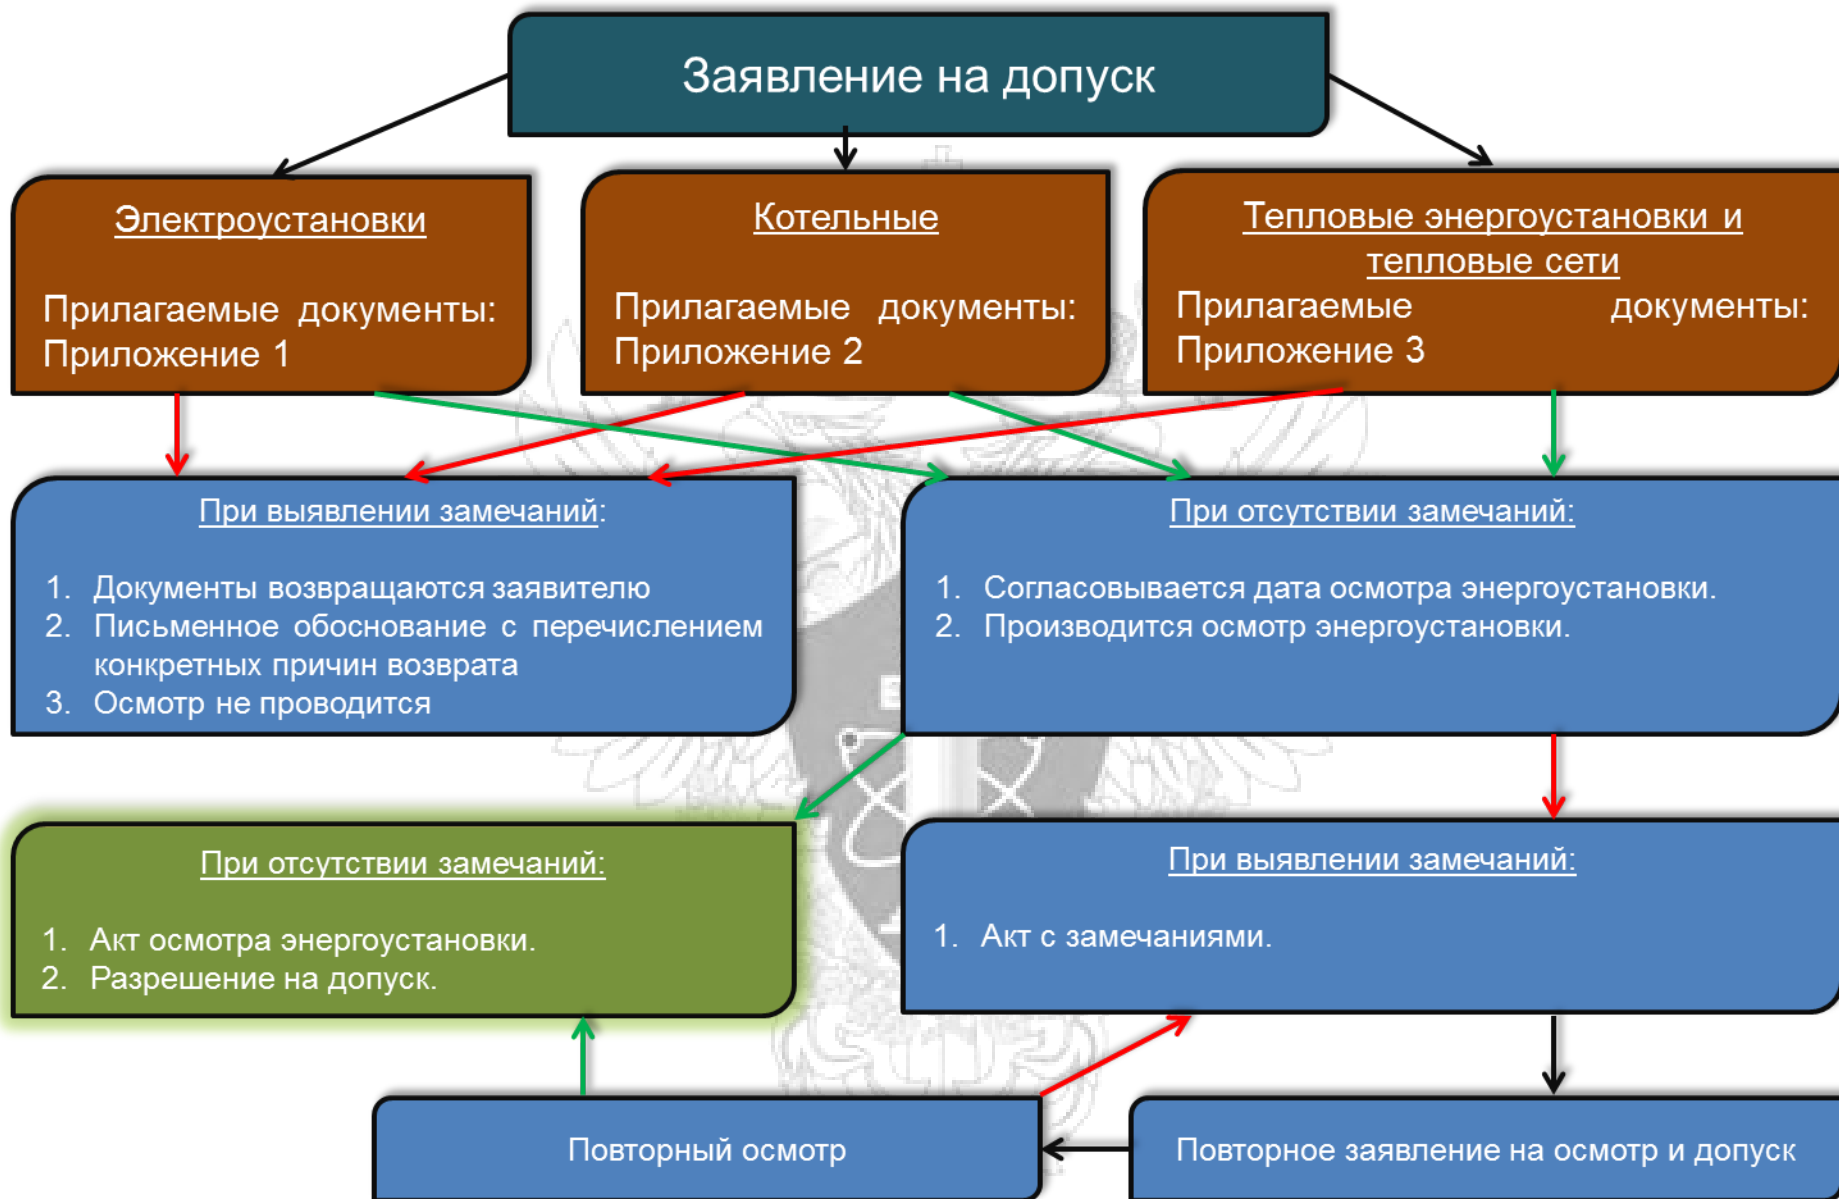 Заявление на допуск
Электроустановки
Прилагаемые документы:
Приложение 1
Котельные
Прилагаемые документы:
Приложение 2
Тепловые энергоустановки и
тепловые сети
Прилагаемые документы:
Приложение 3
При выявлении замечаний:
1. Документы возвращаются заявителю
2. Письменное обоснование с перечислением
конкретных причин возврата
3. Осмотр не проводится
При отсутствии замечаний:
1. Согласовывается дата осмотра энергоустановки.
2. Производится осмотр энергоустановки.
При отсутствии замечаний:
1. Акт осмотра энергоустановки.
2. Разрешение на допуск.
При выявлении замечаний:
1. Акт с замечаниями.
Повторный осмотр
Повторное заявление на осмотр и допуск